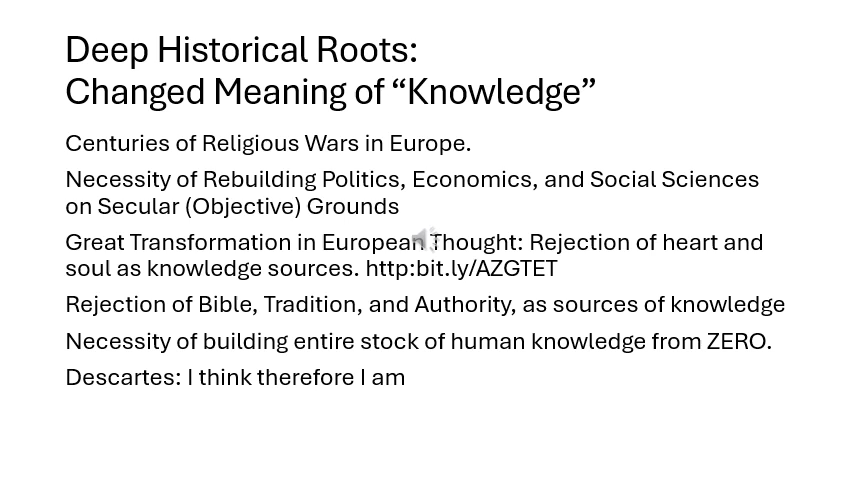 Deep Historical Roots:
Changed Meaning of “Knowledge”
Centuries of Religious Wars in Europe.
Necessity of Rebuilding Politics, Economics, and Social Sciences
on Secular (Objective) Grounds
Great Transformation in European Thought: Rejection of heart and
soul as knowledge sources. http:bit.ly/AZGTET
Rejection of Bible, Tradition, and Authority, as sources of knowledge
Necessity of building entire stock of human knowledge from ZERO.
Descartes: I think therefore I am